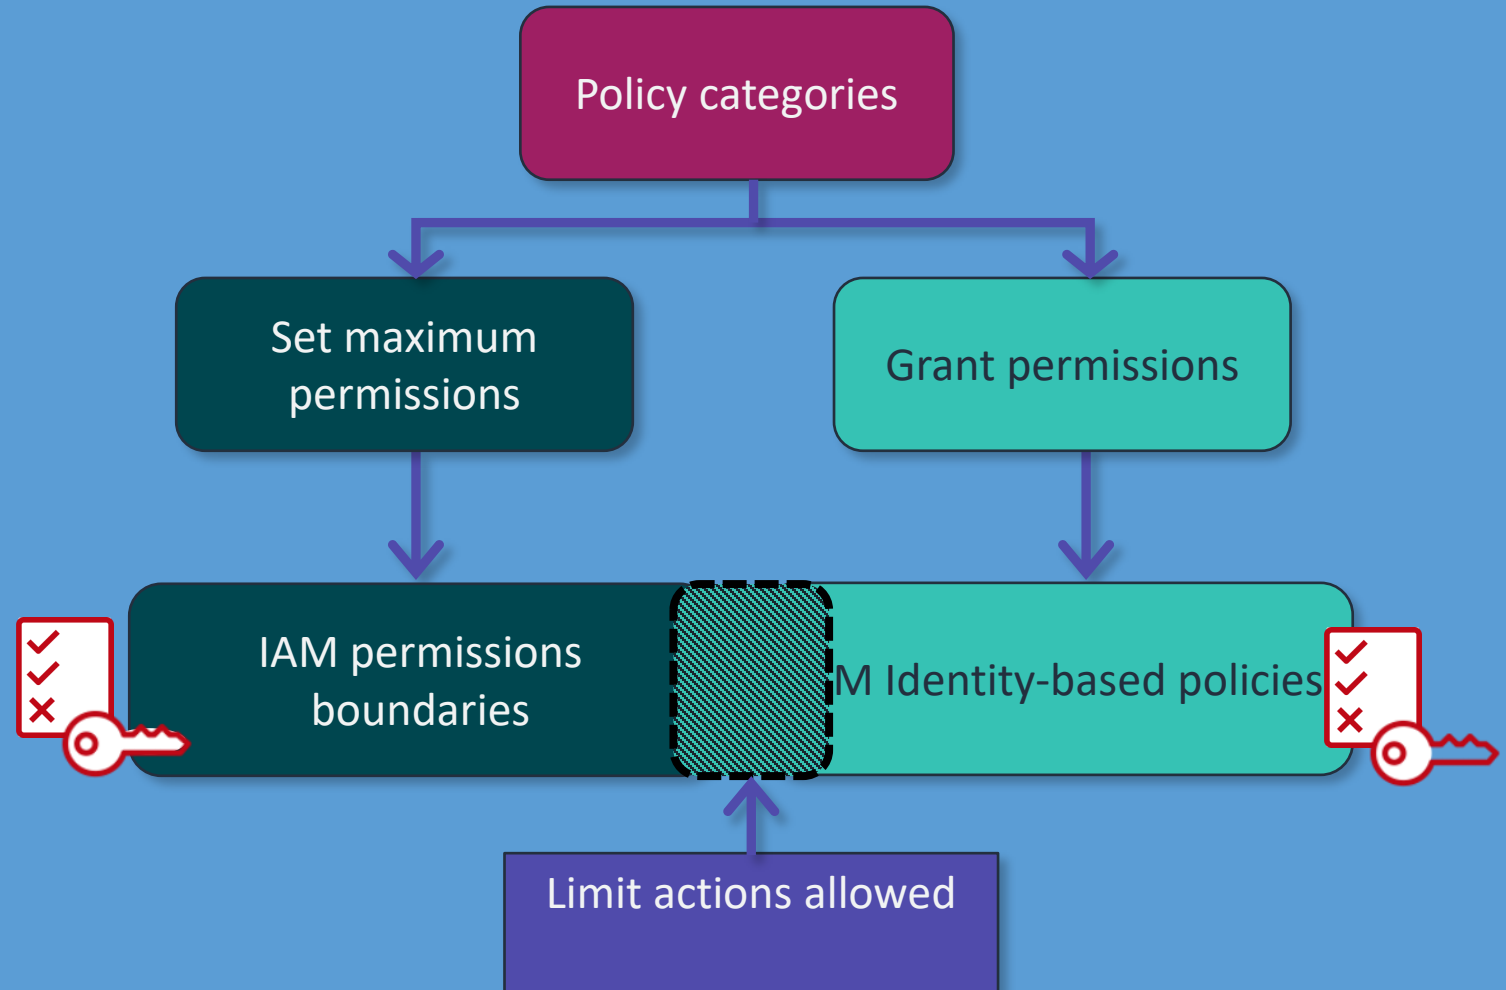 Policy categories
Set maximum
permissions
Grant permissions
IAM permissions
boundaries
M Identity-based policies
Limit actions allowed